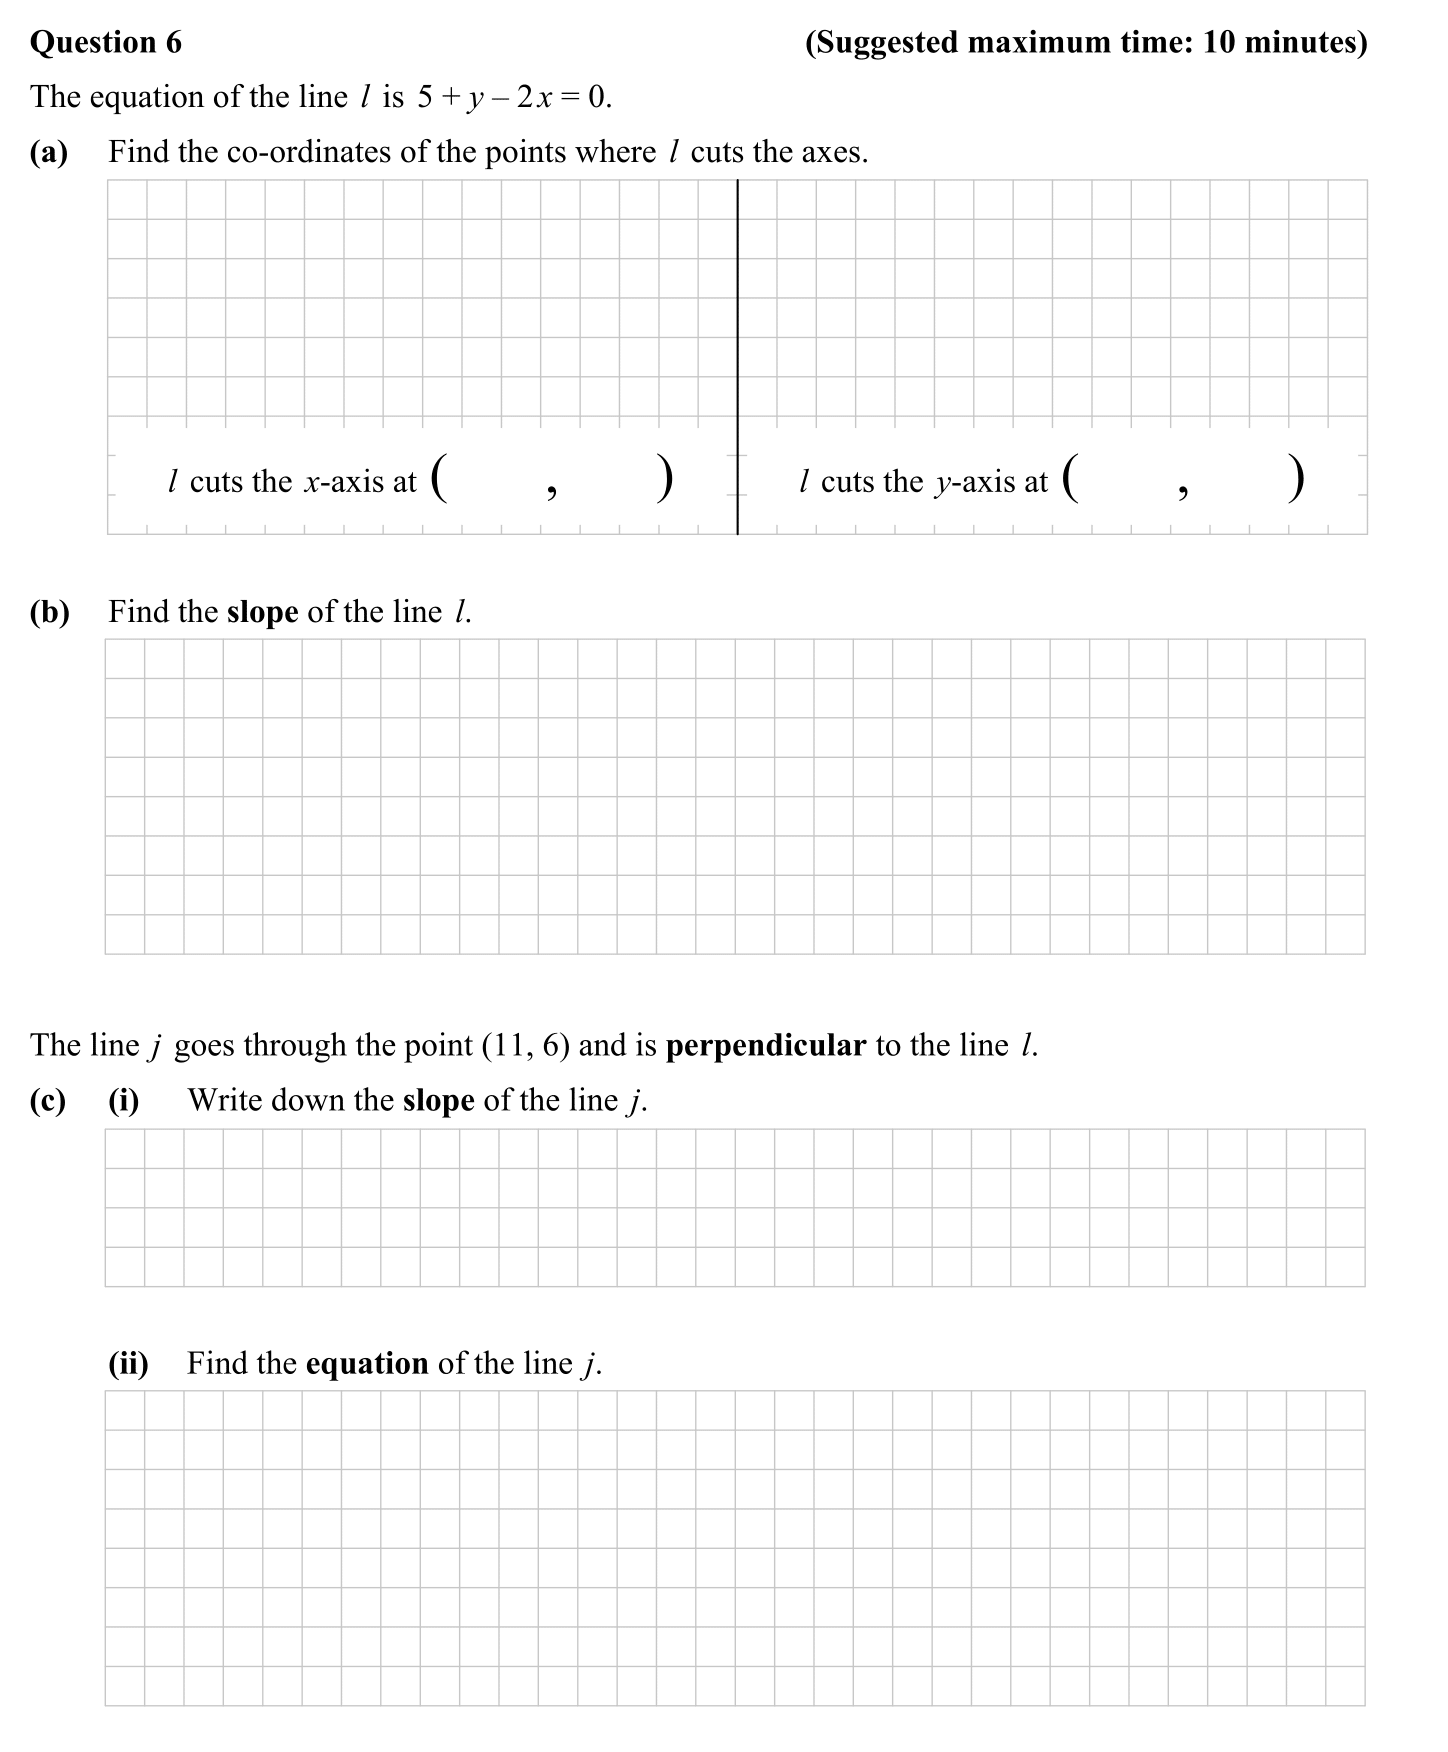 Question 6 (Suggested maximum time: 10 minutes)
The equation of the line l is 5 + y – 2x = 0.
(a) Find the co-ordinates of the points where l cuts the axes.
l cuts the x-axis at ( , ) l cuts the y-axis at ( , )
(b) Find the slope of the line l.
The line j goes through the point (11, 6) and is perpendicular to the line l.
(c) (i) Write down the slope of the line j.
(ii) Find the equation of the line j.